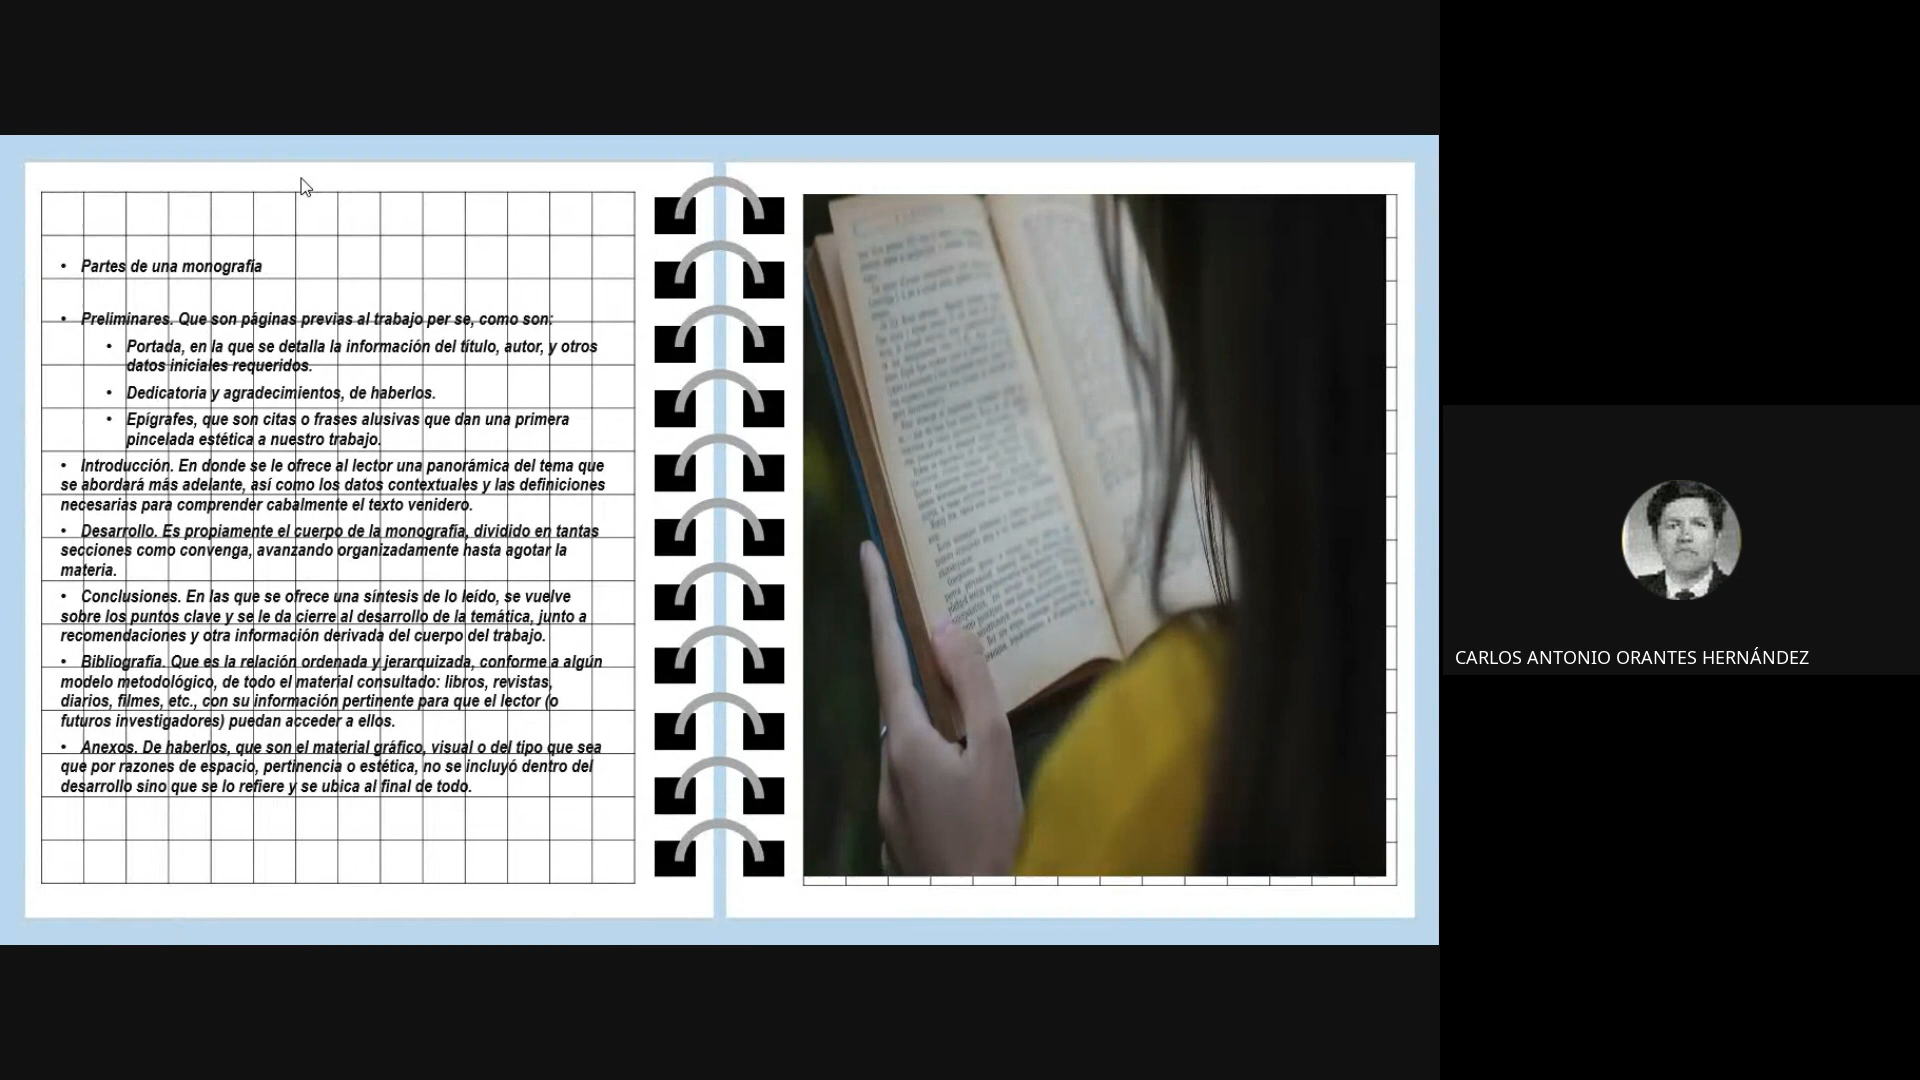 • Partes de una monografía
• Preliminares. Que son páginas previas al trabajo per se, como son:
• Portada, en la que se detalla la información del título, autor, y otros
datos iniciales requeridos.
• Dedicatoria y agradecimientos, de haberlos.
• Epígrafes, que son citas o frases alusivas que dan una primera
pincelada estética a nuestro trabajo.
• Introducción. En donde se le ofrece al lector una panorámica del tema que
se abordará más adelante, así como los datos contextuales y las definiciones
necesarias para comprender cabalmente el texto venidero.
• Desarrollo. Es propiamente el cuerpo de la monografía, dividido en tantas
secciones como convenga, avanzando organizadamente hasta agotar la
materia.
• Conclusiones. En las que se ofrece una síntesis de lo leído, se vuelve
sobre los puntos clave y se le da cierre al desarrollo de la temática, junto a
recomendaciones y otra información derivada del cuerpo del trabajo.
• Bibliografía. Que es la relación ordenada y jerarquizada, conforme a algún
modelo metodológico, de todo el material consultado: libros, revistas,
diarios, filmes, etc., con su información pertinente para que el lector (o
futuros investigadores) puedan acceder a ellos.
• Anexos. De haberlos, que son el material gráfico, visual o del tipo que sea
que por razones de espacio, pertinencia o estética, no se incluyó dentro del
desarrollo sino que se lo refiere y se ubica al final de todo.
CARLOS ANTONIO ORANTES HERNÁNDEZ